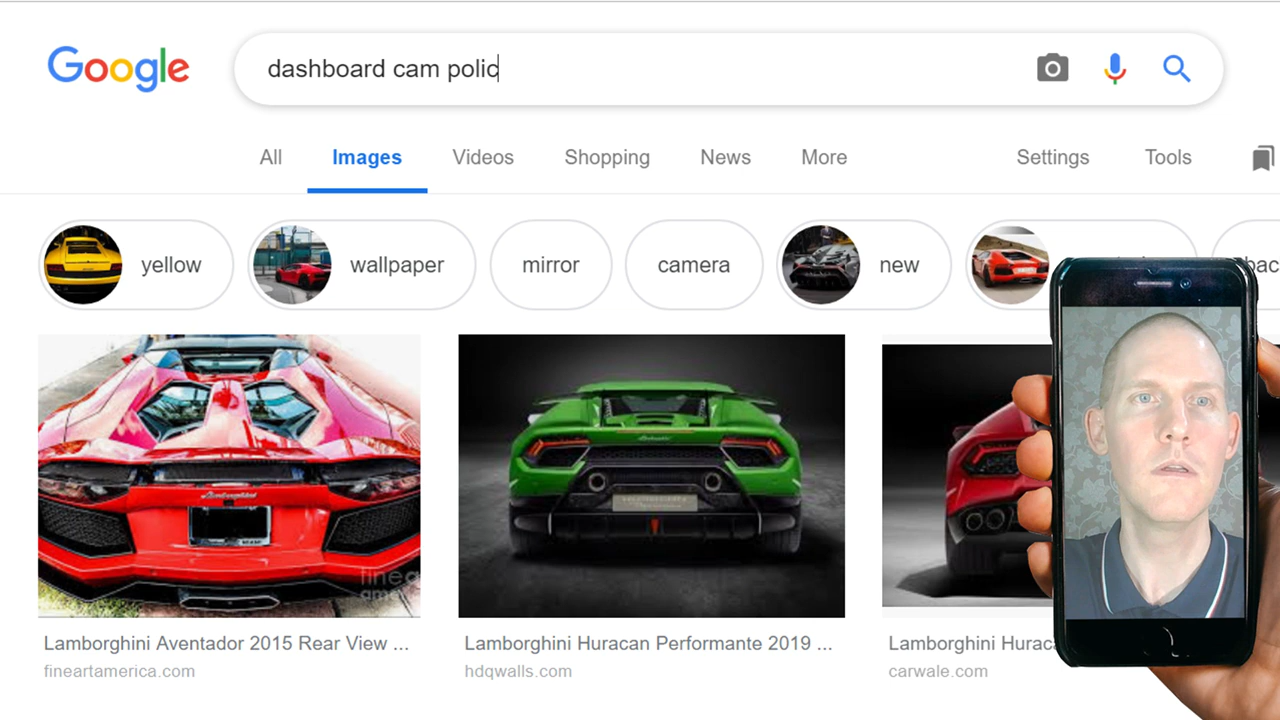 Google
dashboard cam polic
All Images Videos Shopping News More Settings Tools
yellow wallpaper mirror camera new
Lamborghini Aventador 2015 Rear View ...
fineartamerica.com
Lamborghini Huracan Performante 2019 ...
hdqwalls.com
Lamborghini Hurac
carwale.com